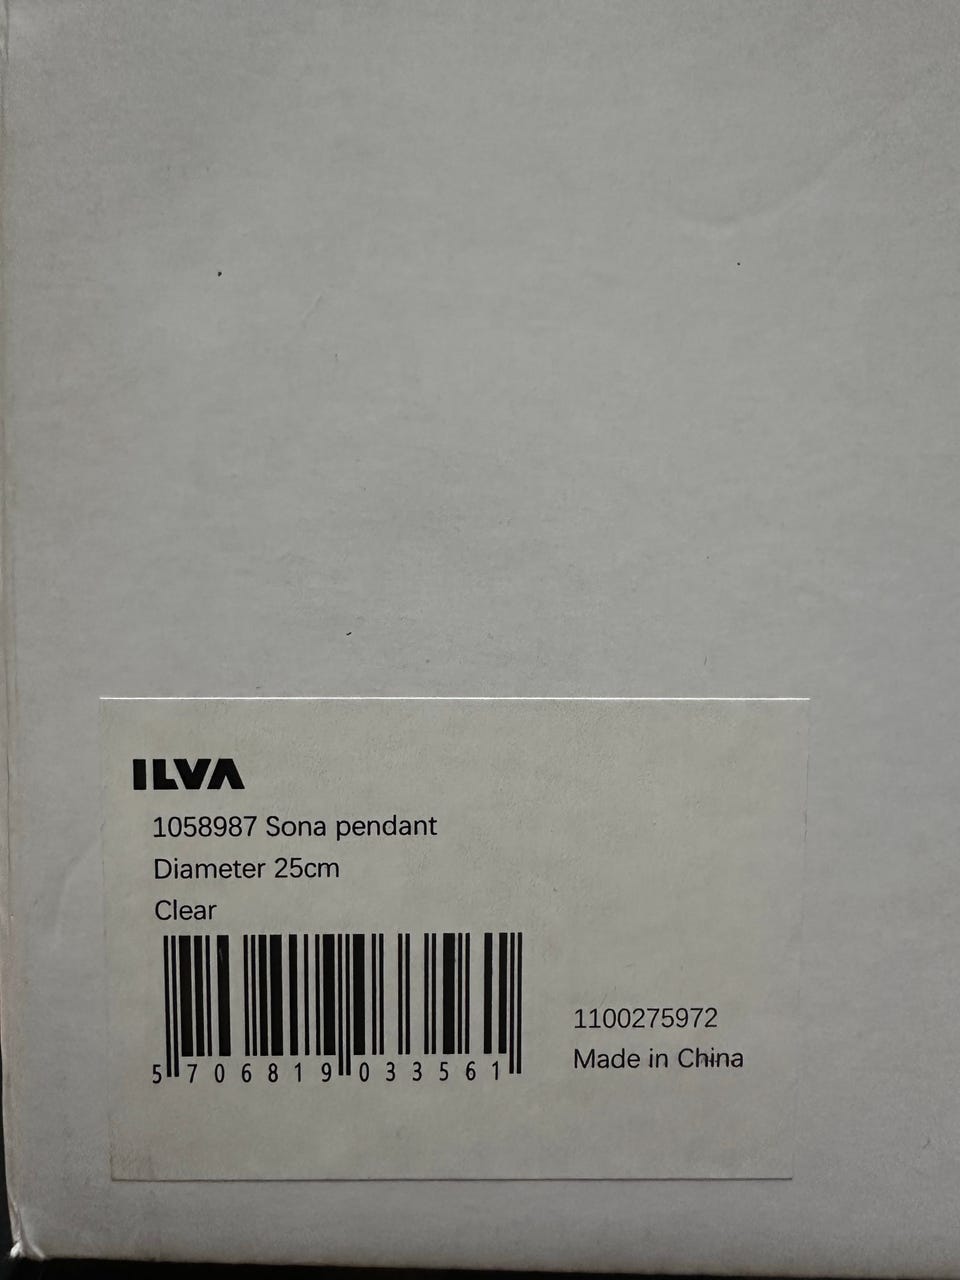 ILVA
1058987 Sona pendant
Diameter 25cm
Clear
5 706819 033561
1100275972
Made in China